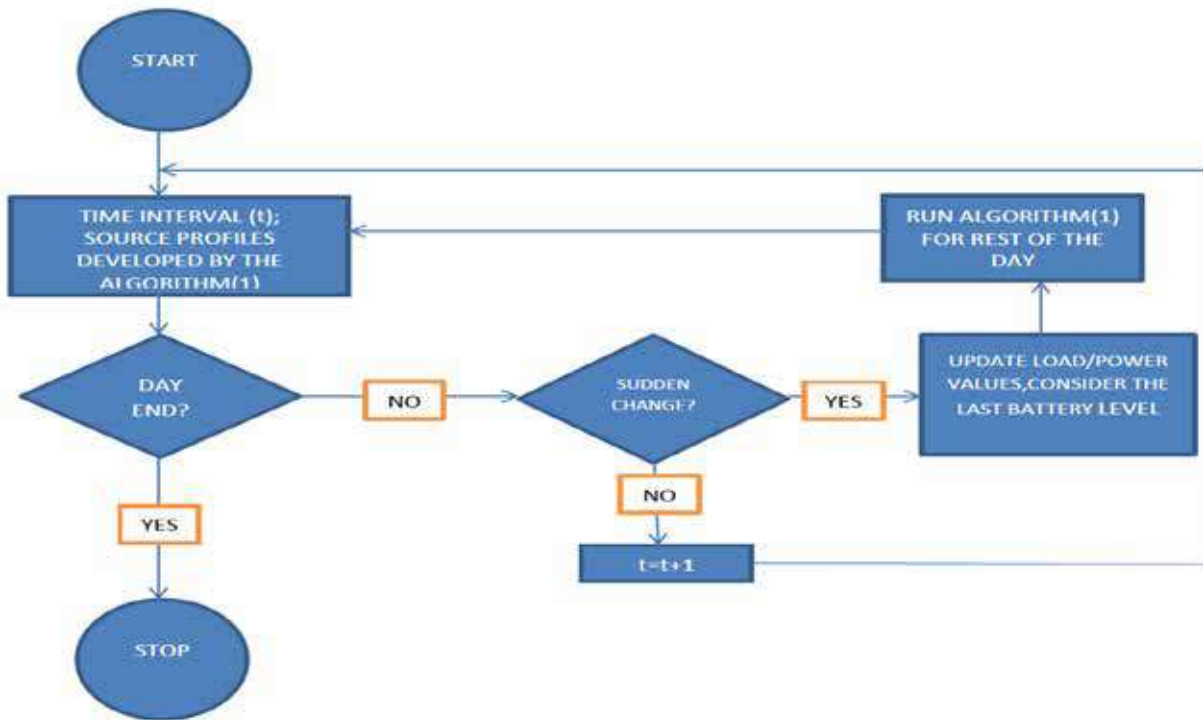 START
TIME INTERVAL (t);
SOURCE PROFILES
DEVELOPED BY THE
ALGORITHM(1)
RUN ALGORITHM(1)
FOR REST OF THE
DAY
DAY
END?
NO
SUDDEN
CHANGE?
YES
UPDATE LOAD/POWER
VALUES,CONSIDER THE
LAST BATTERY LEVEL
YES
NO
t=t+1
STOP